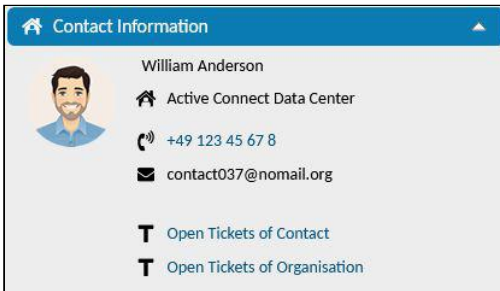 Contact Information
William Anderson
Active Connect Data Center
+49 123 45 67 8
contact037@nomail.org
Open Tickets of Contact
Open Tickets of Organisation